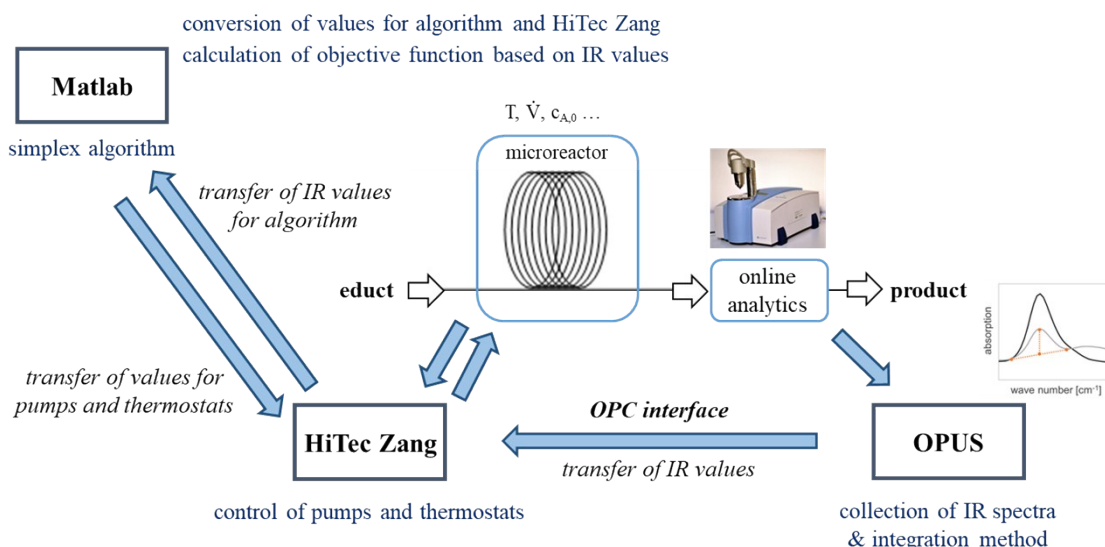 conversion of values for algorithm and HiTec Zang
calculation of objective function based on IR values
Matlab
simplex algorithm
T, V̇, c_A,0 …
microreactor
transfer of IR values
for algorithm
educt
online
analytics
product
absorption
wave number [cm⁻¹]
transfer of values for
pumps and thermostats
HiTec Zang
OPC interface
transfer of IR values
OPUS
control of pumps and thermostats
collection of IR spectra
& integration method